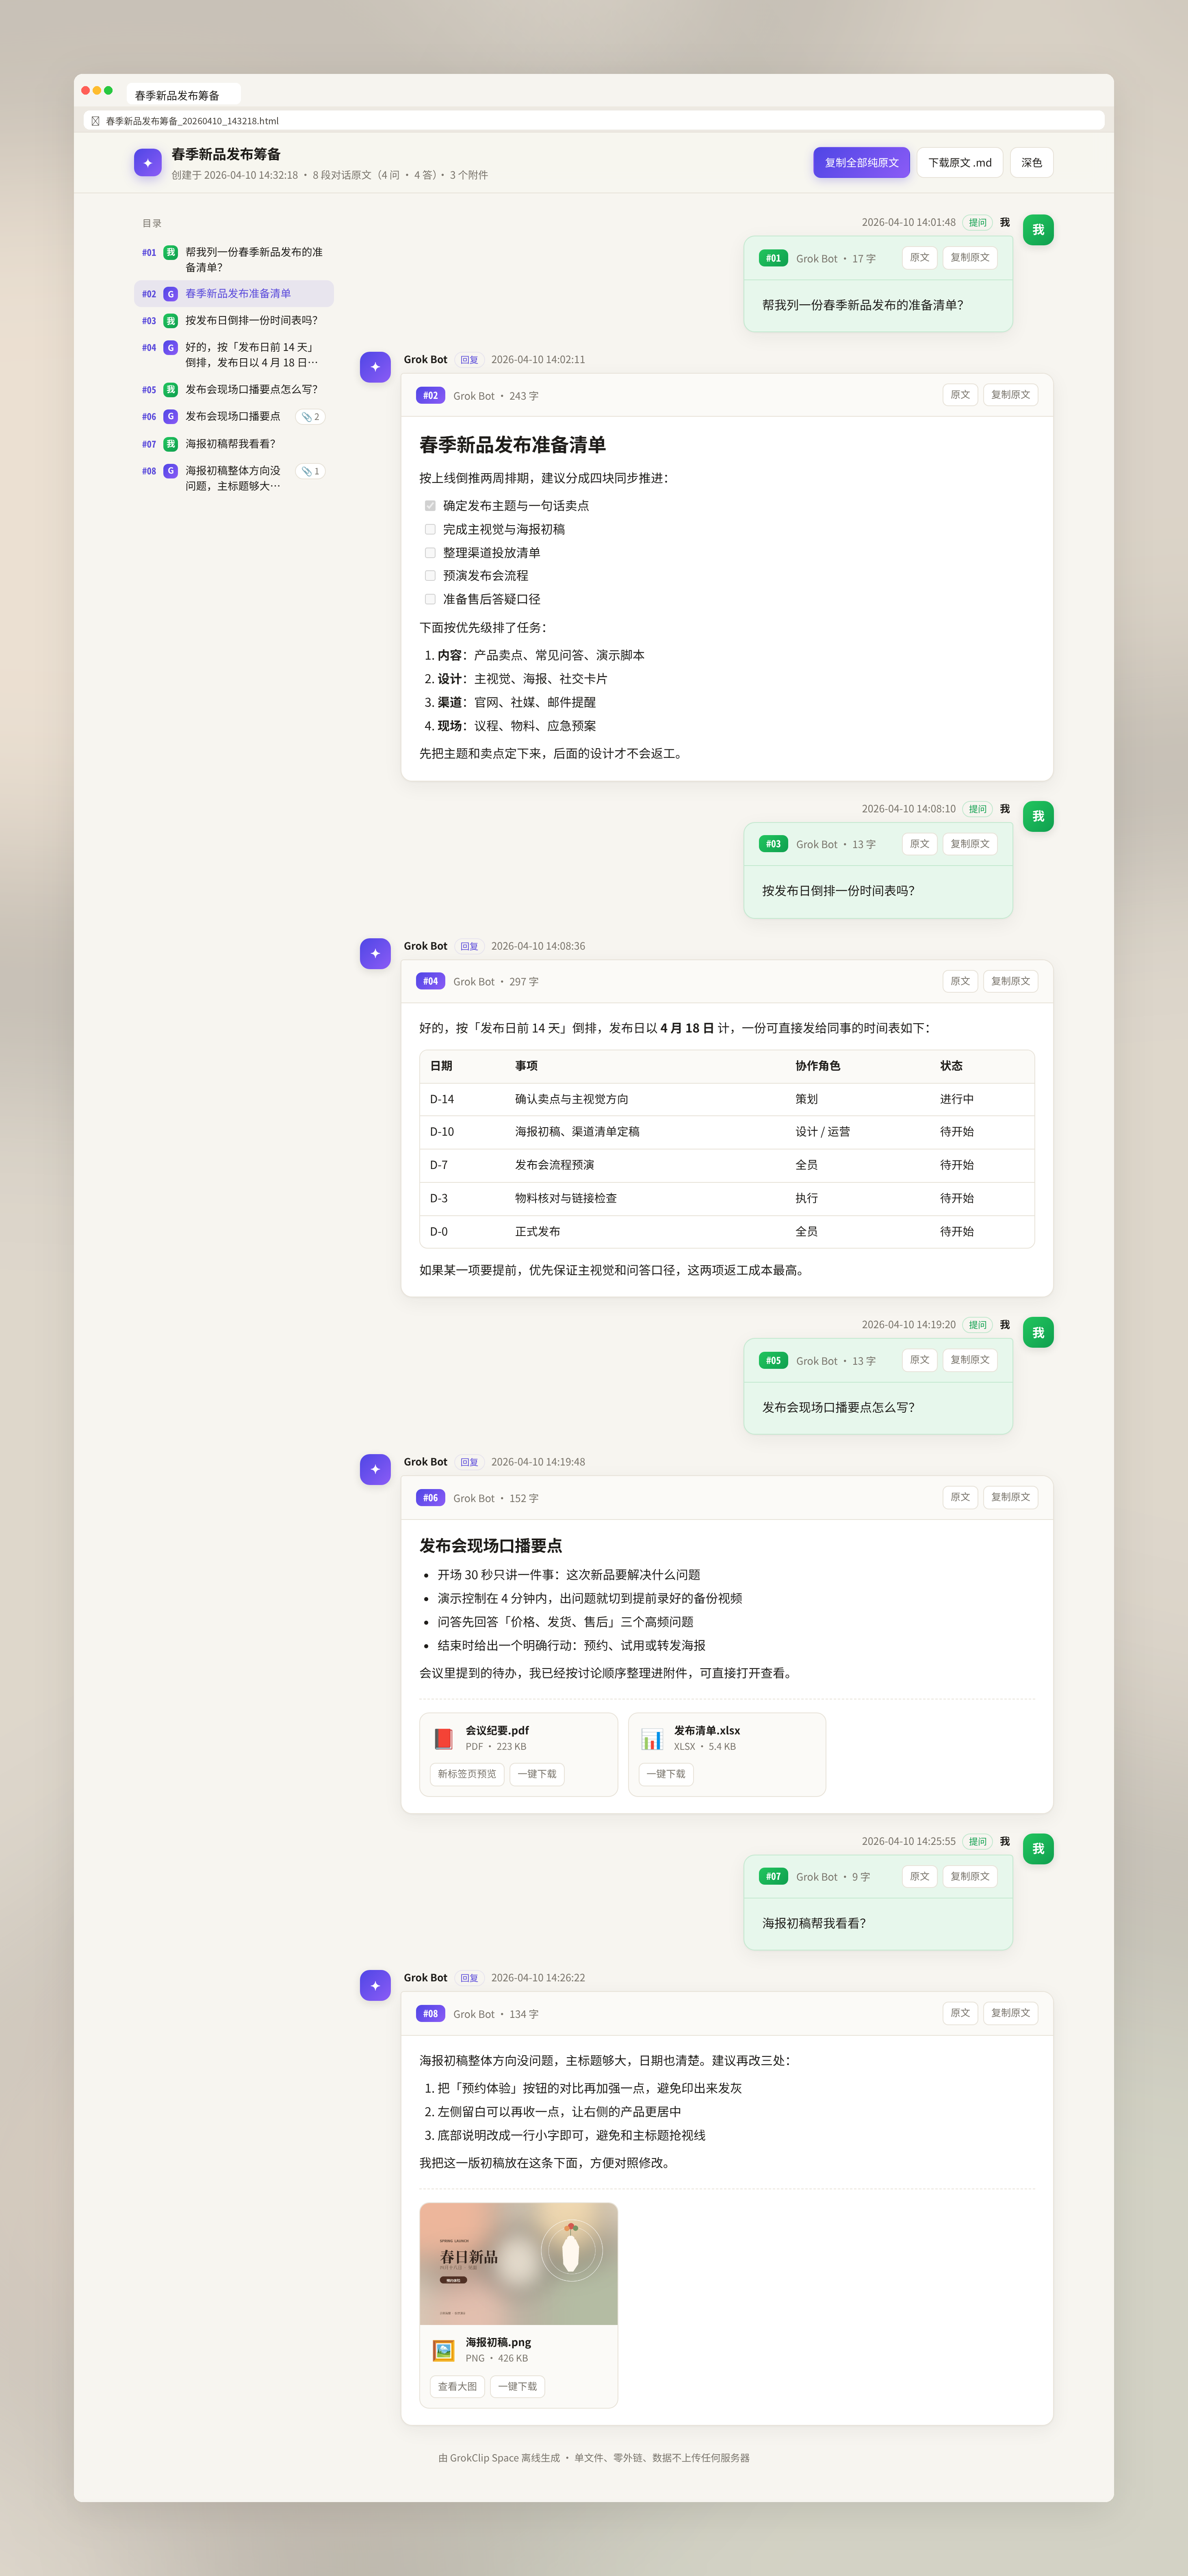 春季新品发布筹备
春季新品发布筹备_20260410_143218.html
春季新品发布筹备
创建于 2026-04-10 14:32:18 · 8 段对话原文（4 问 · 4 答）· 3 个附件
复制全部纯原文
下载原文 .md
深色
目录
#01 我 帮我列一份春季新品发布的准
备清单？
#02 G 春季新品发布准备清单
#03 我 按发布日倒排一份时间表吗？
#04 G 好的，按「发布日前 14 天」
倒排，发布日以 4 月 18 日…
#05 我 发布会现场口播要点怎么写？
#06 G 发布会现场口播要点 📎 2
#07 我 海报初稿帮我看看？
#08 G 海报初稿整体方向没 📎 1
问题，主标题够大…
2026-04-10 14:01:48 提问 我
我
#01 Grok Bot · 17 字 原文 复制原文
帮我列一份春季新品发布的准备清单？
Grok Bot 回复 2026-04-10 14:02:11
#02 Grok Bot · 243 字 原文 复制原文
春季新品发布准备清单
按上线倒推两周排期，建议分成四块同步推进：
确定发布主题与一句话卖点
完成主视觉与海报初稿
整理渠道投放清单
预演发布会流程
准备售后答疑口径
下面按优先级排了任务：
1. 内容：产品卖点、常见问答、演示脚本
2. 设计：主视觉、海报、社交卡片
3. 渠道：官网、社媒、邮件提醒
4. 现场：议程、物料、应急预案
先把主题和卖点定下来，后面的设计才不会返工。
2026-04-10 14:08:10 提问 我
我
#03 Grok Bot · 13 字 原文 复制原文
按发布日倒排一份时间表吗？
Grok Bot 回复 2026-04-10 14:08:36
#04 Grok Bot · 297 字 原文 复制原文
好的，按「发布日前 14 天」倒排，发布日以 4 月 18 日 计，一份可直接发给同事的时间表如下：
日期 事项 协作角色 状态
D-14 确认卖点与主视觉方向 策划 进行中
D-10 海报初稿、渠道清单定稿 设计 / 运营 待开始
D-7 发布会流程预演 全员 待开始
D-3 物料核对与链接检查 执行 待开始
D-0 正式发布 全员 待开始
如果某一项要提前，优先保证主视觉和问答口径，这两项返工成本最高。
2026-04-10 14:19:20 提问 我
我
#05 Grok Bot · 13 字 原文 复制原文
发布会现场口播要点怎么写？
Grok Bot 回复 2026-04-10 14:19:48
#06 Grok Bot · 152 字 原文 复制原文
发布会现场口播要点
• 开场 30 秒只讲一件事：这次新品要解决什么问题
• 演示控制在 4 分钟内，出问题就切到提前录好的备份视频
• 问答先回答「价格、发货、售后」三个高频问题
• 结束时给出一个明确行动：预约、试用或转发海报
会议里提到的待办，我已经按讨论顺序整理进附件，可直接打开查看。
会议纪要.pdf
PDF · 223 KB
新标签页预览 一键下载
发布清单.xlsx
XLSX · 5.4 KB
一键下载
2026-04-10 14:25:55 提问 我
我
#07 Grok Bot · 9 字 原文 复制原文
海报初稿帮我看看？
Grok Bot 回复 2026-04-10 14:26:22
#08 Grok Bot · 134 字 原文 复制原文
海报初稿整体方向没问题，主标题够大，日期也清楚。建议再改三处：
1. 把「预约体验」按钮的对比再加强一点，避免印出来发灰
2. 左侧留白可以再收一点，让右侧的产品更居中
3. 底部说明改成一行小字即可，避免和主标题抢视线
我把这一版初稿放在这条下面，方便对照修改。
SPRING LAUNCH
春日新品
海报初稿.png
PNG · 426 KB
查看大图 一键下载
由 GrokClip Space 离线生成 · 单文件、零外链、数据不上传任何服务器